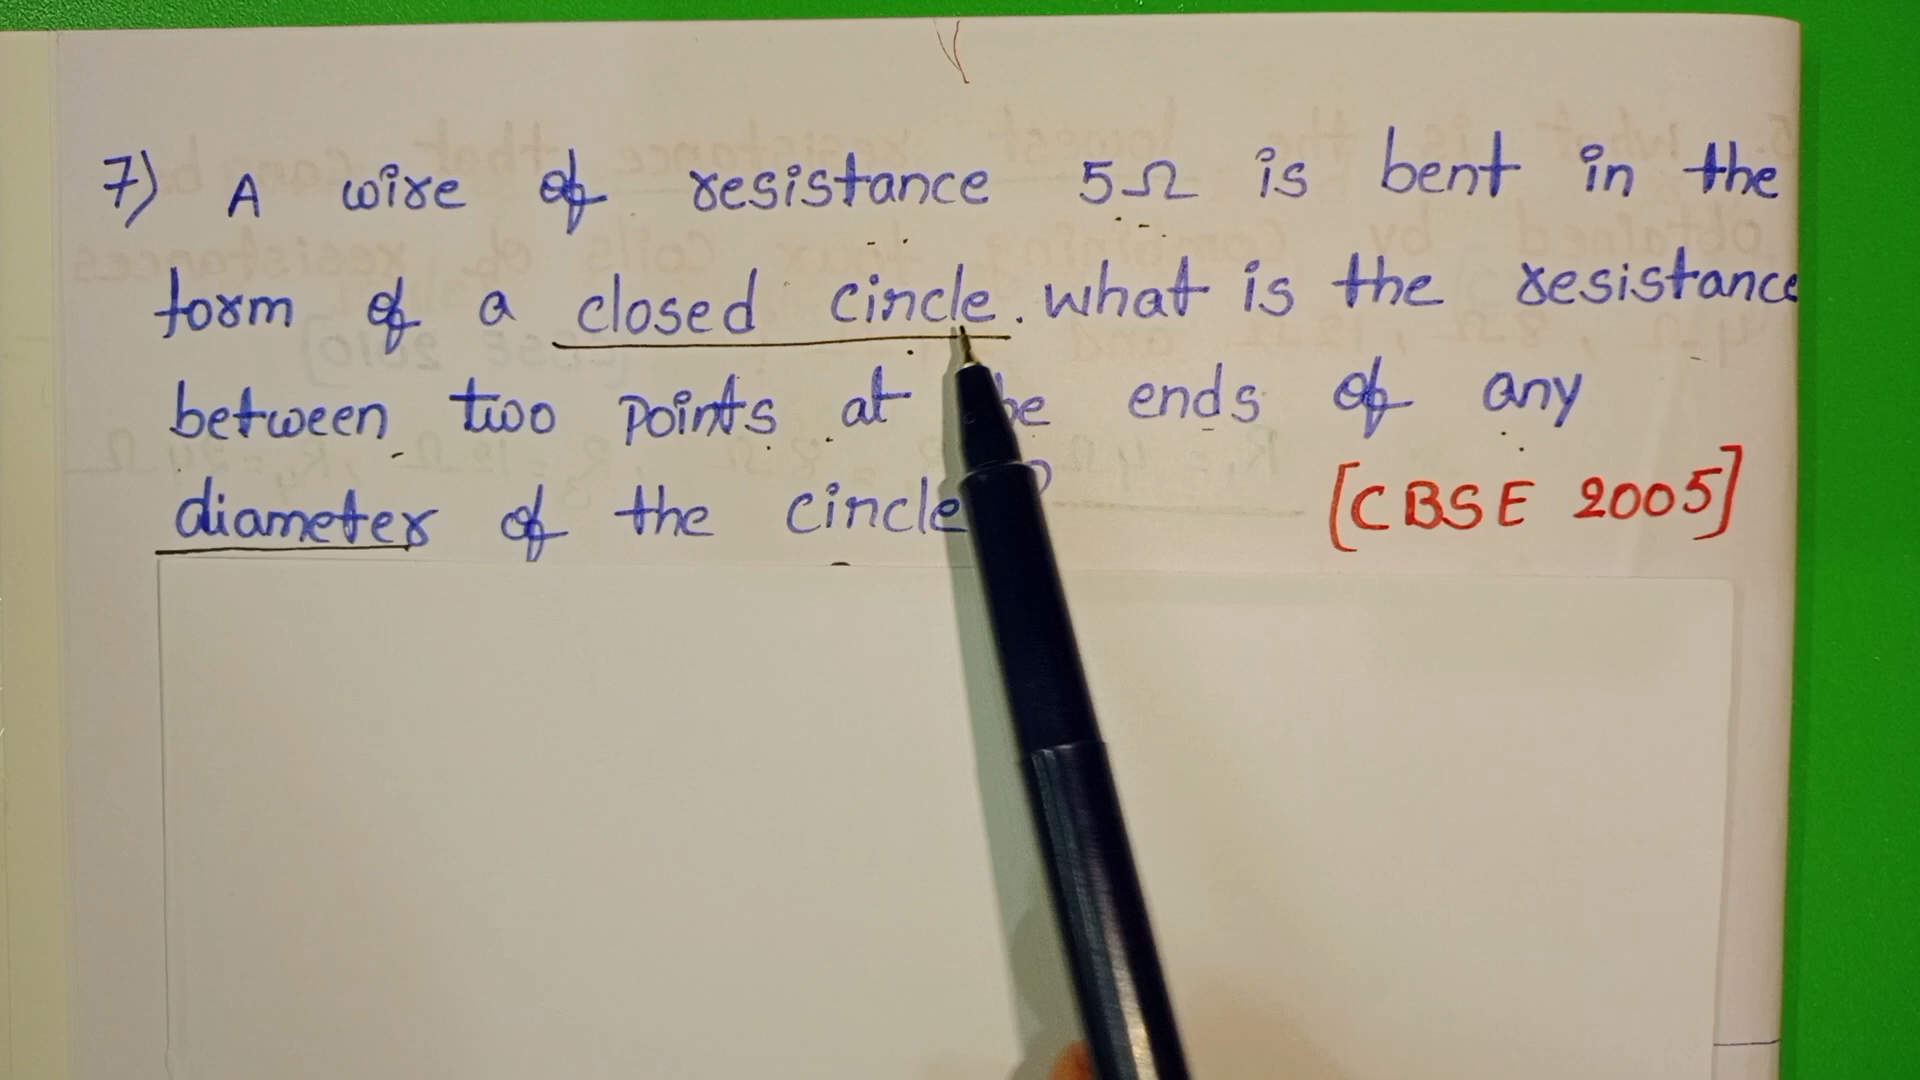 7) A wire of resistance 5Ω is bent in the
form of a closed circle. what is the resistance
between two points at the ends of any
diameter of the circle?
[CBSE 2005]